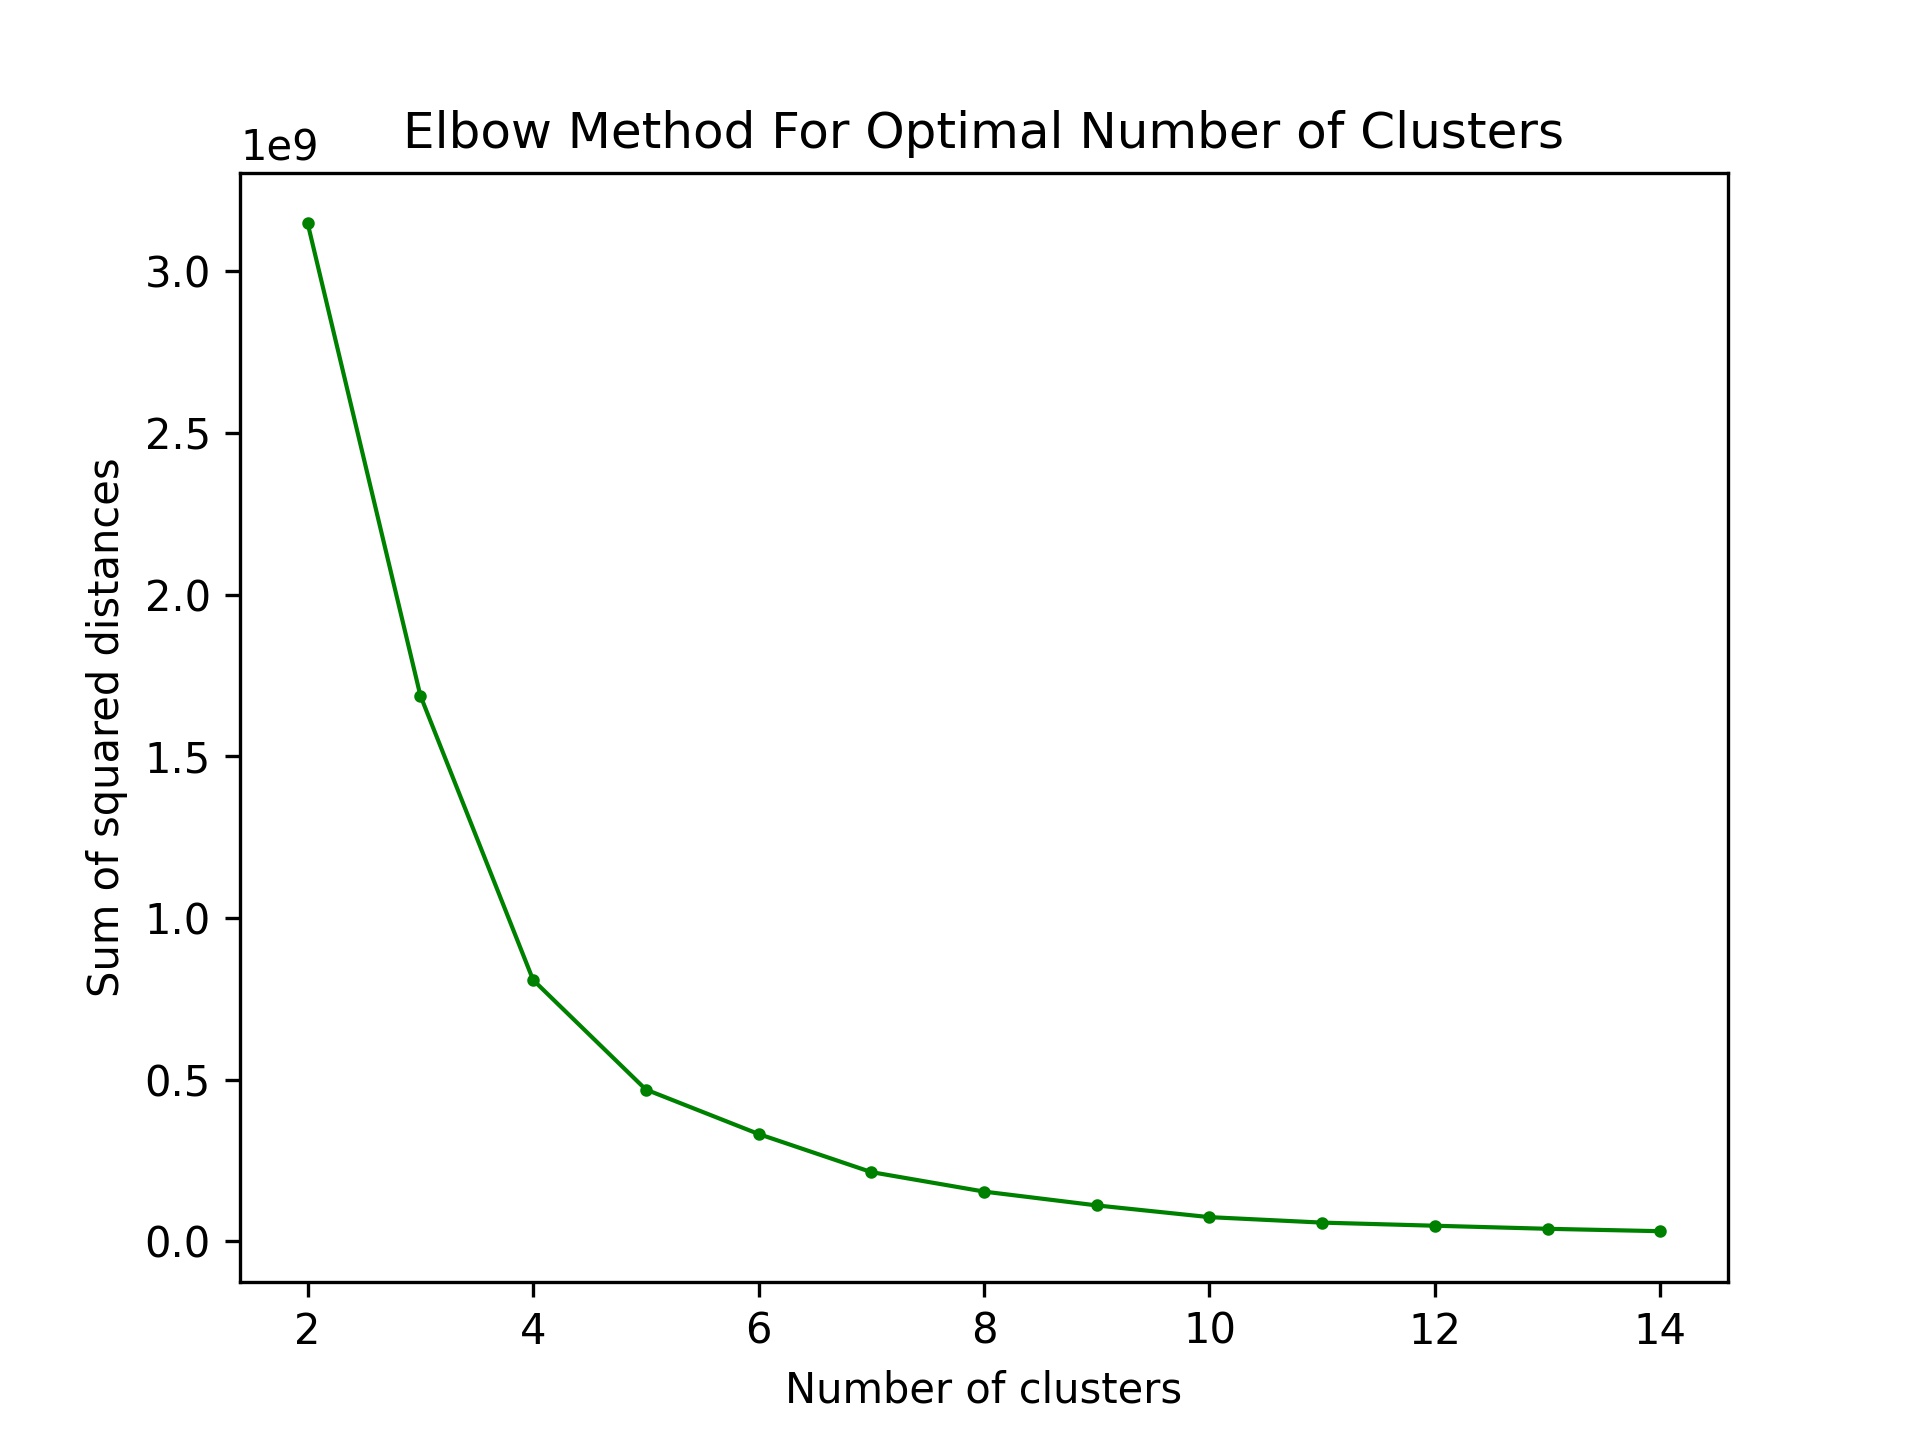 Elbow Method For Optimal Number of Clusters
1e9
3.0
2.5
2.0
1.5
1.0
0.5
0.0
Sum of squared distances
2 4 6 8 10 12 14
Number of clusters